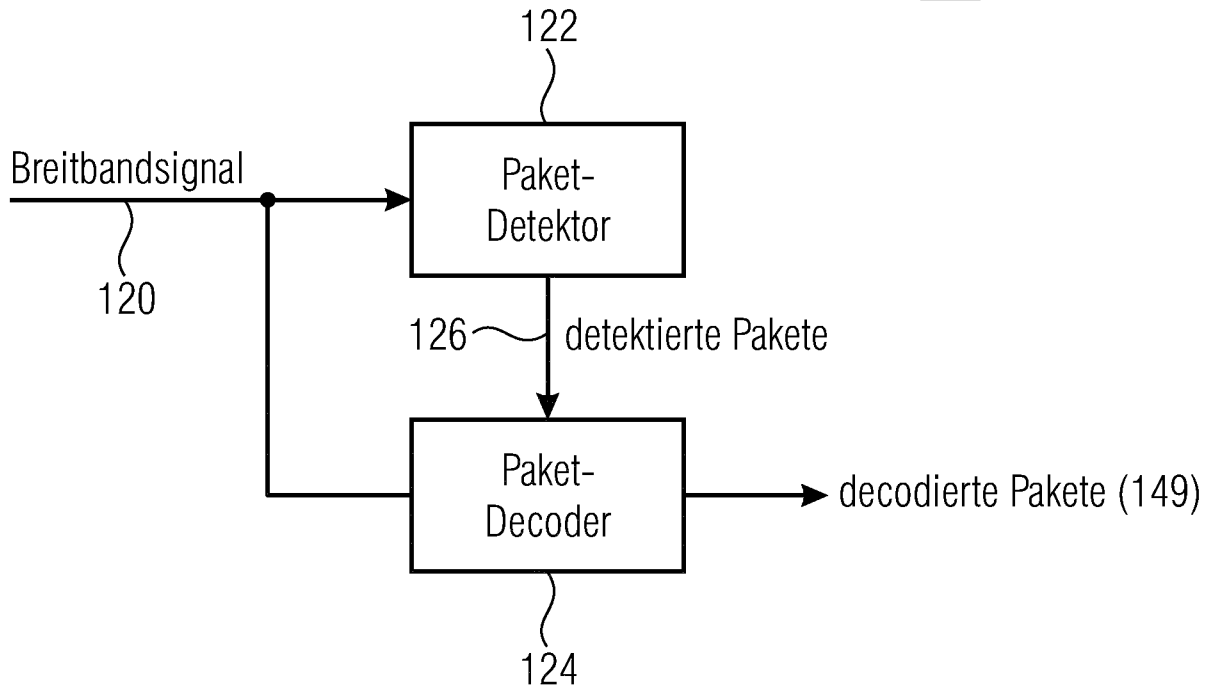 122
Breitbandsignal
Paket-
Detektor
120
126
detektierte Pakete
Paket-
Decoder
decodierte Pakete (149)
124